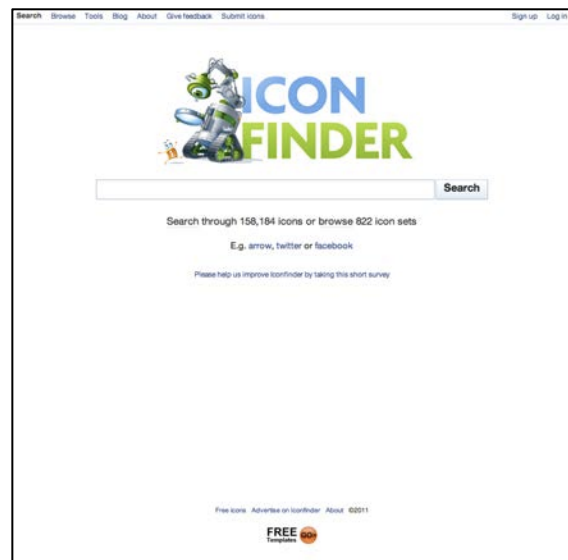 Search Browse Tools Blog About Give feedback Submit icons Sign up Log in
ICON
FINDER
Search
Search through 158,184 icons or browse 822 icon sets
E.g. arrow, twitter or facebook
Please help us improve Iconfinder by taking this short survey
Free icons Advertise on Iconfinder About ©2011
FREE
Templates
GO»